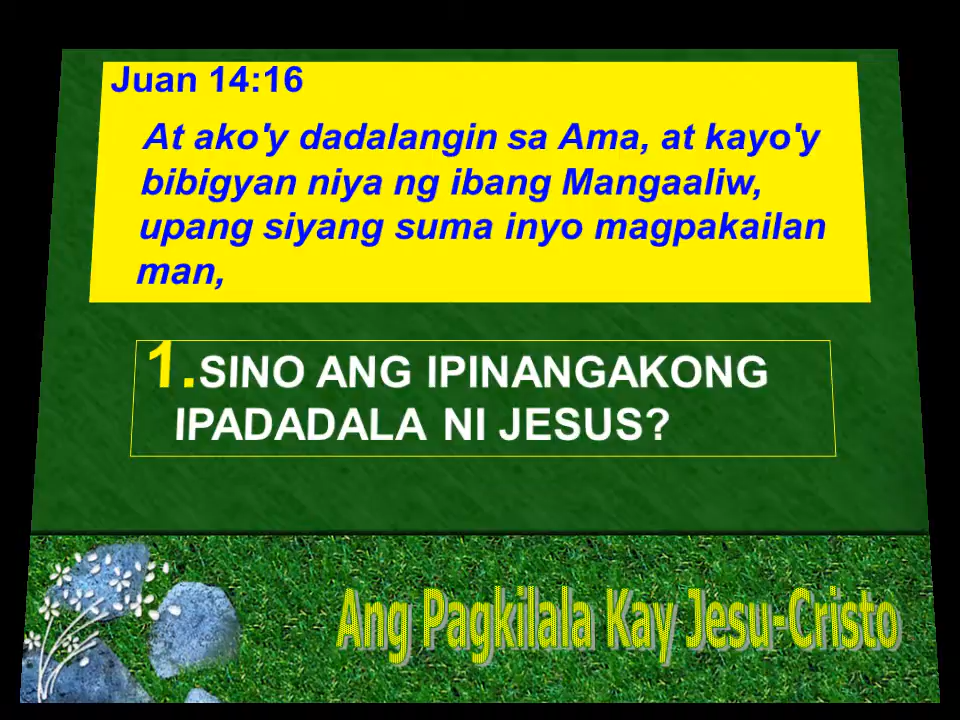 Juan 14:16
At ako'y dadalangin sa Ama, at kayo'y
bibigyan niya ng ibang Mangaaliw,
upang siyang suma inyo magpakailan
man,
1.SINO ANG IPINANGAKONG
IPADADALA NI JESUS?
Ang Pagkilala Kay Jesu-Cristo